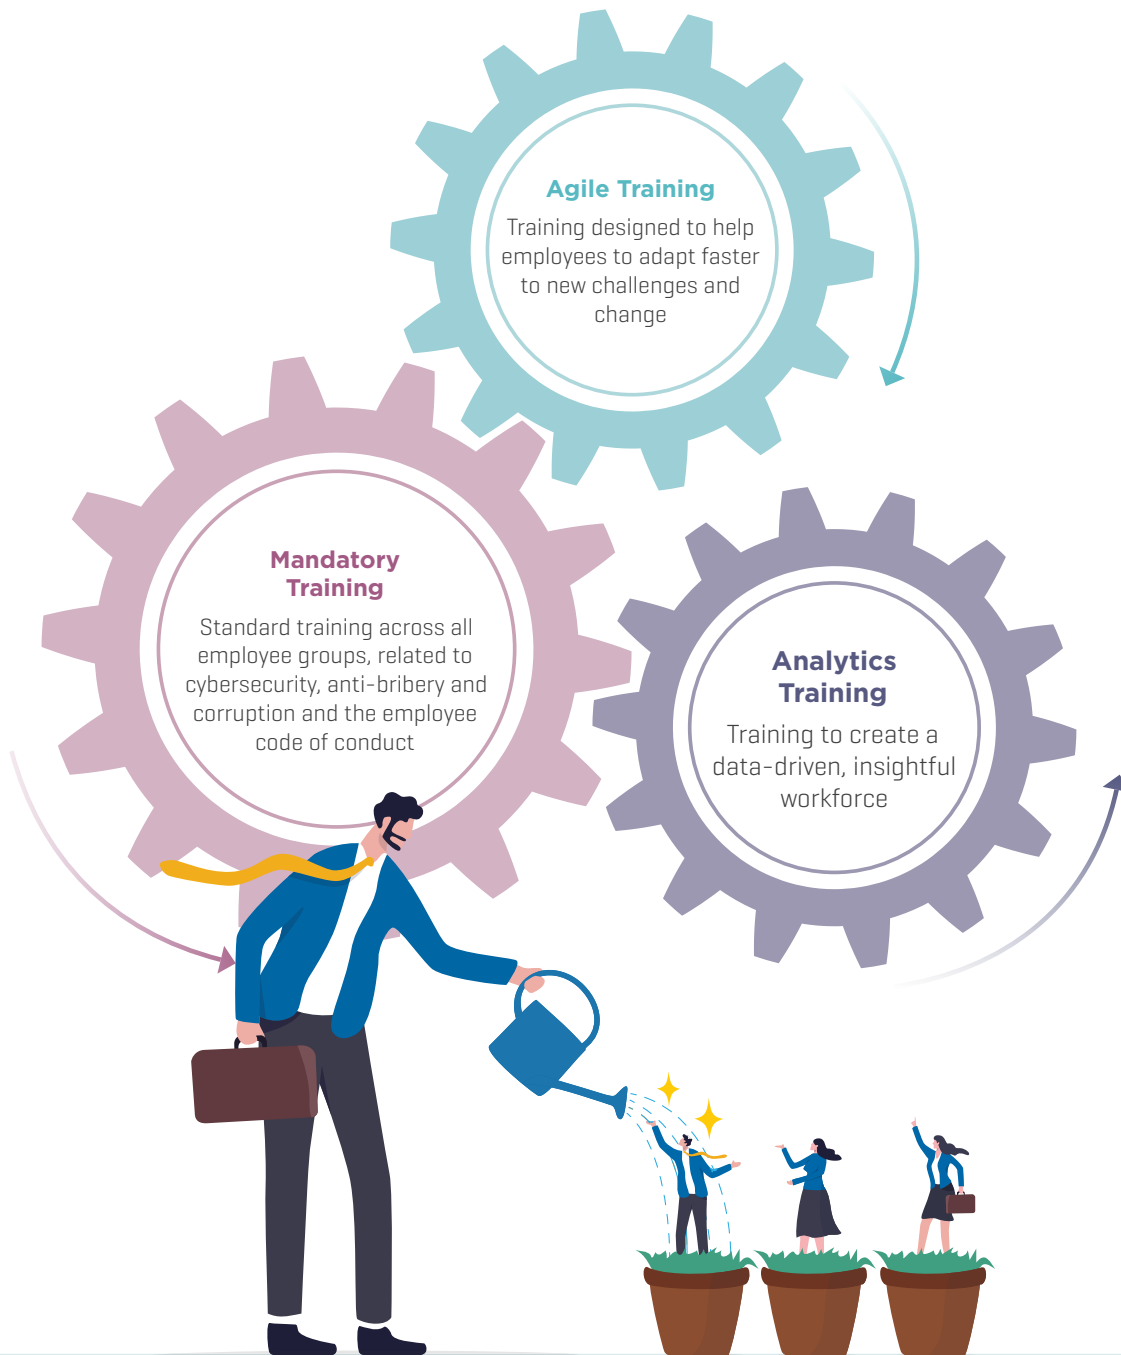 Agile Training
Training designed to help
employees to adapt faster
to new challenges and
change
Mandatory
Training
Standard training across all
employee groups, related to
cybersecurity, anti-bribery and
corruption and the employee
code of conduct
Analytics
Training
Training to create a
data-driven, insightful
workforce